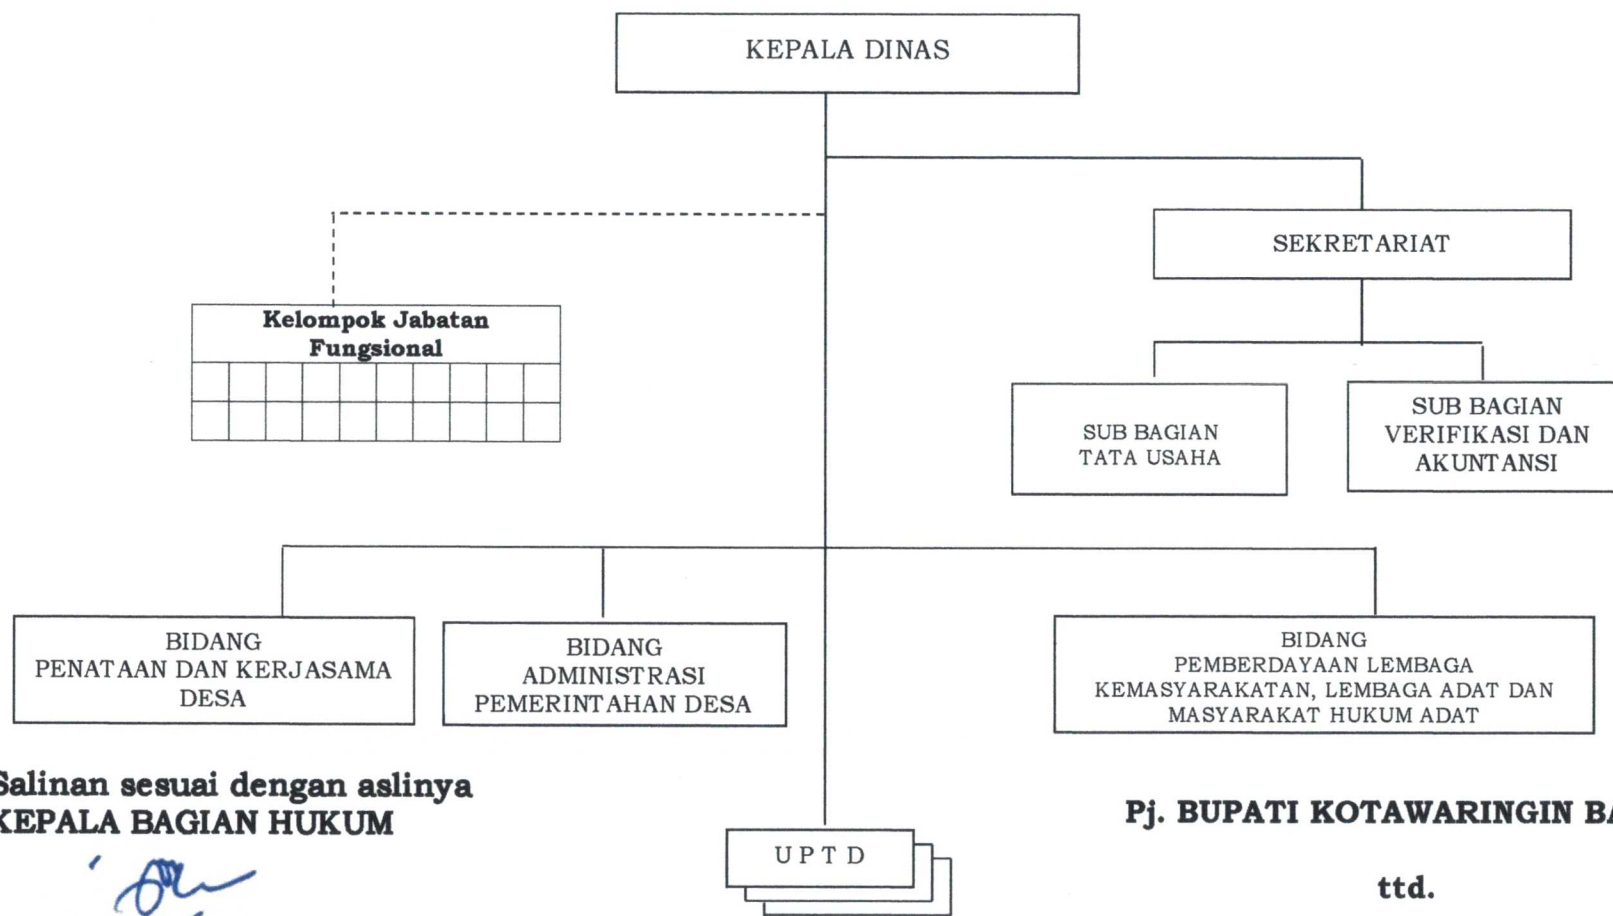 KEPALA DINAS
SEKRETARIAT
Kelompok Jabatan
Fungsional
SUB BAGIAN
TATA USAHA
SUB BAGIAN
VERIFIKASI DAN
AKUNTANSI
BIDANG
PENATAAN DAN KERJASAMA
DESA
BIDANG
ADMINISTRASI
PEMERINTAHAN DESA
BIDANG
PEMBERDAYAAN LEMBAGA
KEMASYARAKATAN, LEMBAGA ADAT DAN
MASYARAKAT HUKUM ADAT
Salinan sesuai dengan aslinya
KEPALA BAGIAN HUKUM
U P T D
Pj. BUPATI KOTAWARINGIN BA
ttd.